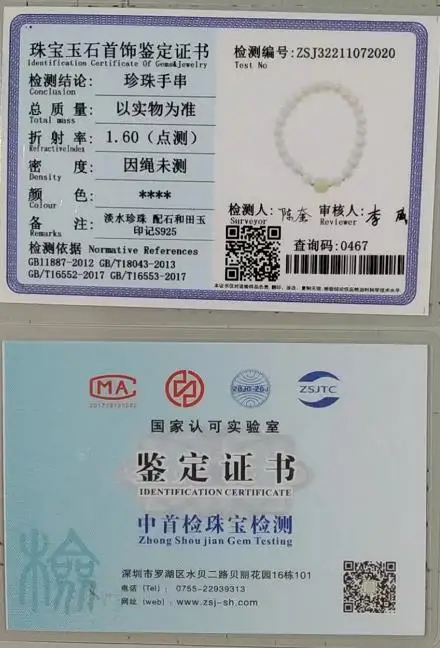 珠宝玉石首饰鉴定证书
Identification Certificate Of Gems&jewelry
检测编号:ZSJ32211072020
Test No
检测结论: 珍珠手串
Conclusion
总质量: 以实物为准
Total mass
折射率: 1.60（点测）
RefractiveIndex
密度: 因绳未测
Density
颜色: ****
Colour
备注: 淡水珍珠 配石和田玉
印记S925
Remarks
检测依据 Normative References
GB11887-2012 GB/T18043-2013
GB/T16552-2017 GB/T16553-2017
检测人: 陈奎 审核人: 李
Surveyor Reviewer
查询码:0467
MA
ZSJTC
国家认可实验室
鉴定证书
IDENTIFICATION CERTIFICATE
中首检珠宝检测
Zhong Shou jian Gem Testing
检
深圳市罗湖区水贝二路贝丽花园16栋101
电话（Tel）: 0755-22939313
网址（web）: www.zsj-sh.com